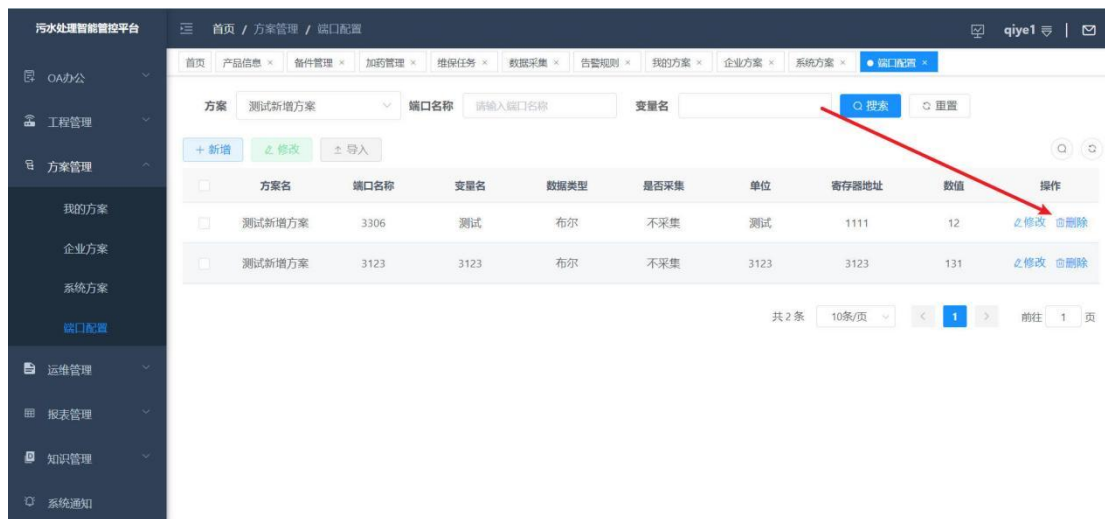 污水处理智能管控平台
首页 / 方案管理 / 端口配置
qiye1
首页 产品信息 × 备件管理 × 加药管理 × 维保任务 × 数据采集 × 告警规则 × 我的方案 × 企业方案 × 系统方案 × 端口配置 ×
OA办公
工程管理
方案管理
我的方案
企业方案
系统方案
端口配置
运维管理
报表管理
知识管理
系统通知
方案 测试新增方案 端口名称 请输入端口名称 变量名 搜索 重置
+ 新增 修改 导入
方案名 端口名称 变量名 数据类型 是否采集 单位 寄存器地址 数值 操作
测试新增方案 3306 测试 布尔 不采集 测试 1111 12 修改 删除
测试新增方案 3123 3123 布尔 不采集 3123 3123 131 修改 删除
共 2 条 10条/页 < 1 > 前往 1 页